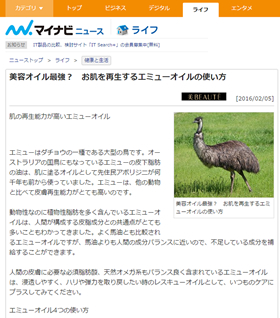 カテゴリ トップ ビジネス デジタル ライフ
マイナビニュース ライフ
お知らせ IT製品の比較、検討サイト「IT-Search+」の会員募集中[無料]
ニューストップ > ライフ > 健康と生活
美容オイル最強？ お肌を再生するエミューオイルの使い方
[2016/02/05]
肌の再生能力が高いエミューオイル
エミューはダチョウの一種である大型の鳥です。オーストラリアの国鳥にもなっているエミューの皮下脂肪の油は、肌に塗るオイルとして先住民アボリジニが何千年も前から使っていました。エミューは、他の動物と比べて皮膚再生能力がとても高いのです。
美容オイル最強？ お肌を再生するエミューオイルの使い方
動物性なのに植物性脂肪を多く含んでいるエミューオイルは、人間が構成する皮脂成分との共通点がとても多いこともわかってきました。よく馬油とも比較されるエミューオイルですが、馬油よりも人間の成分バランスに近いので、不足している成分を補給することができます。
人間の皮膚に必要な必須脂肪酸、天然オメガ系もバランス良く含まれているエミューオイルは、浸透しやすく、ハリや弾力を取り戻したい時のレスキューオイルとして、いつものケアにプラスしてみてください。
エミューオイル4つの使い方